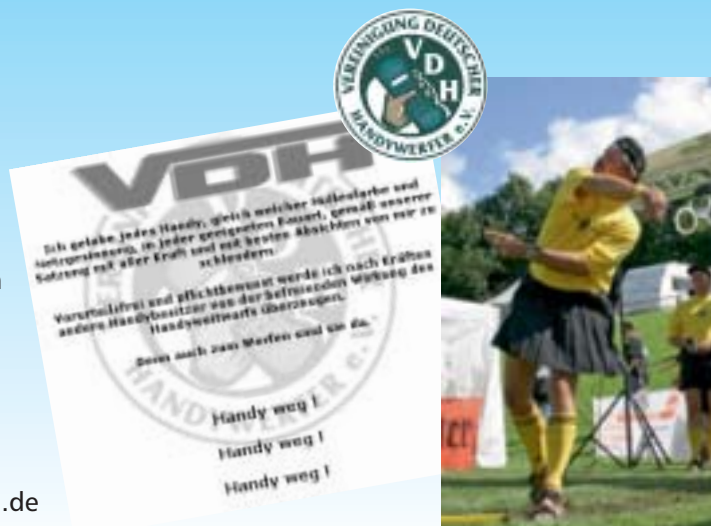 VEREINIGUNG DEUTSCHER
VDH
HANDYWERFER e.V.
VDH
Ich gelobe jedes Handy, gleich welcher und
in jeder geeigneten gemäß unserer
Satzung mit aller Kraft und mit besten Absichten von mir zu
schleudern
Vorurteilsfrei und pflichtbewusst werde ich nach Kräften
andere Handybesitzer von der befreienden Wirkung des
Handyweitwurfs überzeugen.
Denn auch zum Werfen sind sie da.
Handy weg !
Handy weg !
Handy weg !
.de